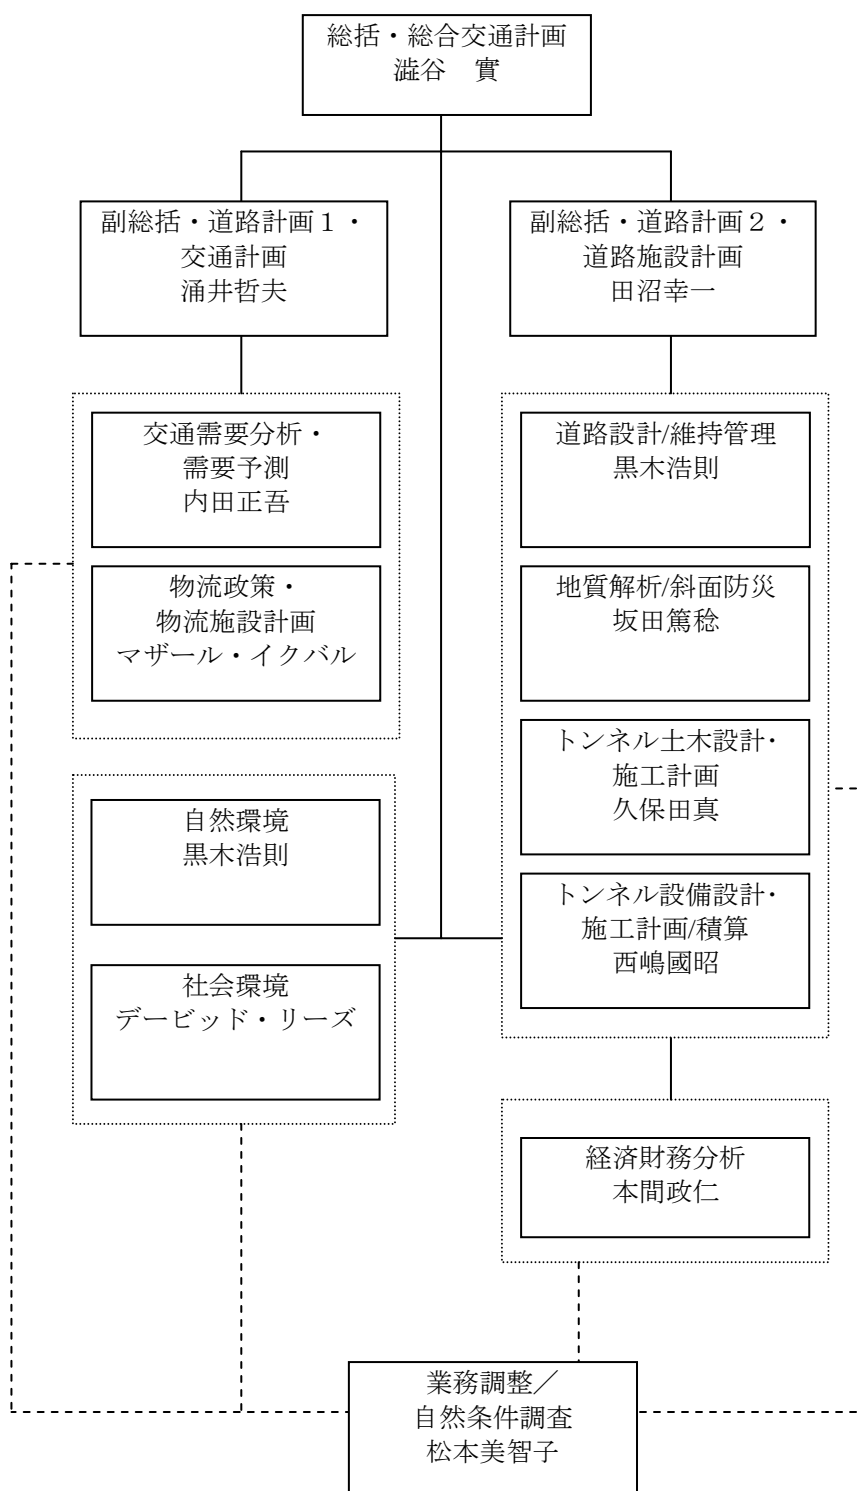 総括・総合交通計画
澁谷　實
副総括・道路計画１・
交通計画
涌井哲夫
副総括・道路計画２・
道路施設計画
田沼幸一
交通需要分析・
需要予測
内田正吾
物流政策・
物流施設計画
マザール・イクバル
自然環境
黒木浩則
社会環境
デービッド・リーズ
道路設計/維持管理
黒木浩則
地質解析/斜面防災
坂田篤稔
トンネル土木設計・
施工計画
久保田真
トンネル設備設計・
施工計画/積算
西嶋國昭
経済財務分析
本間政仁
業務調整／
自然条件調査
松本美智子